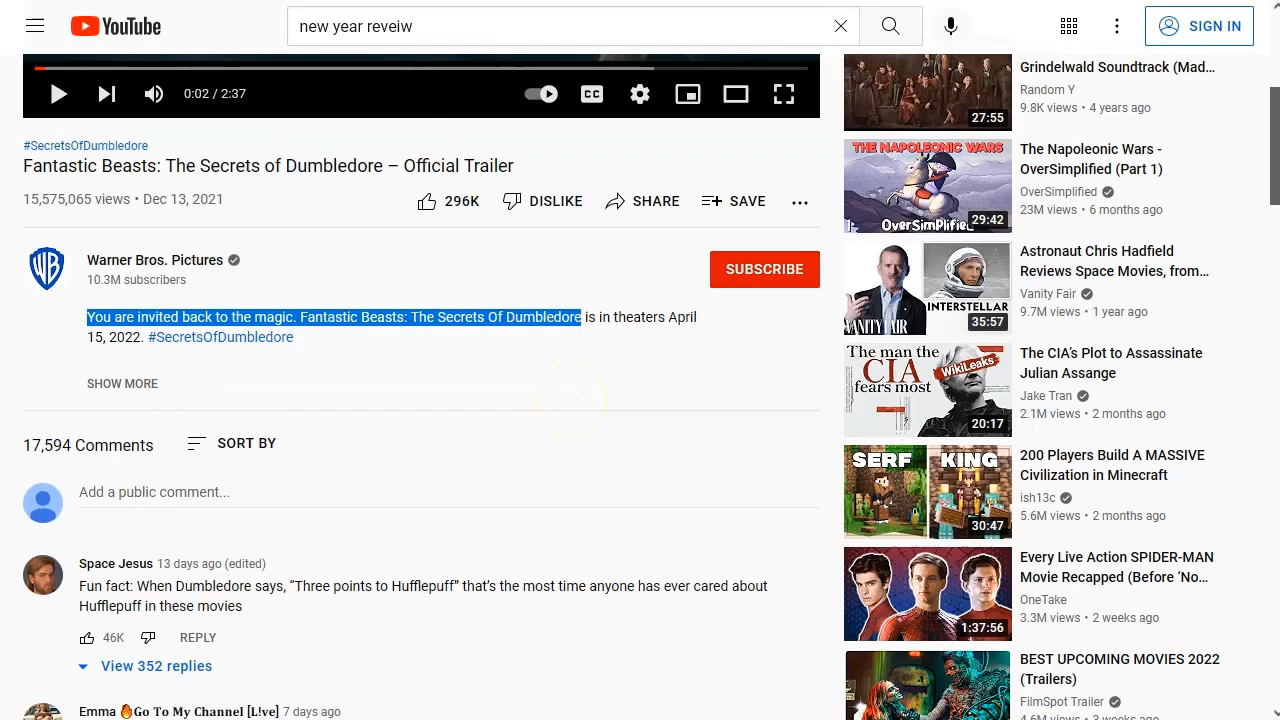 YouTube
new year reveiw
SIGN IN
0:02 / 2:37
CC
#SecretsOfDumbledore
Fantastic Beasts: The Secrets of Dumbledore – Official Trailer
15,575,065 views • Dec 13, 2021
296K
DISLIKE
SHARE
SAVE
WB
Warner Bros. Pictures
10.3M subscribers
SUBSCRIBE
You are invited back to the magic. Fantastic Beasts: The Secrets Of Dumbledore is in theaters April
15, 2022. #SecretsOfDumbledore
SHOW MORE
17,594 Comments
SORT BY
Add a public comment...
Space Jesus 13 days ago (edited)
Fun fact: When Dumbledore says, “Three points to Hufflepuff” that’s the most time anyone has ever cared about
Hufflepuff in these movies
46K
REPLY
View 352 replies
Emma 🔥Go To My Channel [L!ve] 7 days ago
27:55
Grindelwald Soundtrack (Mad...
Random Y
9.8K views • 4 years ago
THE NAPOLEONIC WARS
OverSimplified
29:42
The Napoleonic Wars -
OverSimplified (Part 1)
OverSimplified
23M views • 6 months ago
VANITY FAIR
INTERSTELLAR
35:57
Astronaut Chris Hadfield
Reviews Space Movies, from...
Vanity Fair
9.7M views • 1 year ago
The man the
CIA
fears most
WikiLeaks
20:17
The CIA’s Plot to Assassinate
Julian Assange
Jake Tran
2.1M views • 2 months ago
SERF
KING
30:47
200 Players Build A MASSIVE
Civilization in Minecraft
ish13c
5.6M views • 2 months ago
1:37:56
Every Live Action SPIDER-MAN
Movie Recapped (Before ‘No...
OneTake
3.3M views • 2 weeks ago
BEST UPCOMING MOVIES 2022
(Trailers)
FilmSpot Trailer
4.6M views • 3 weeks ago